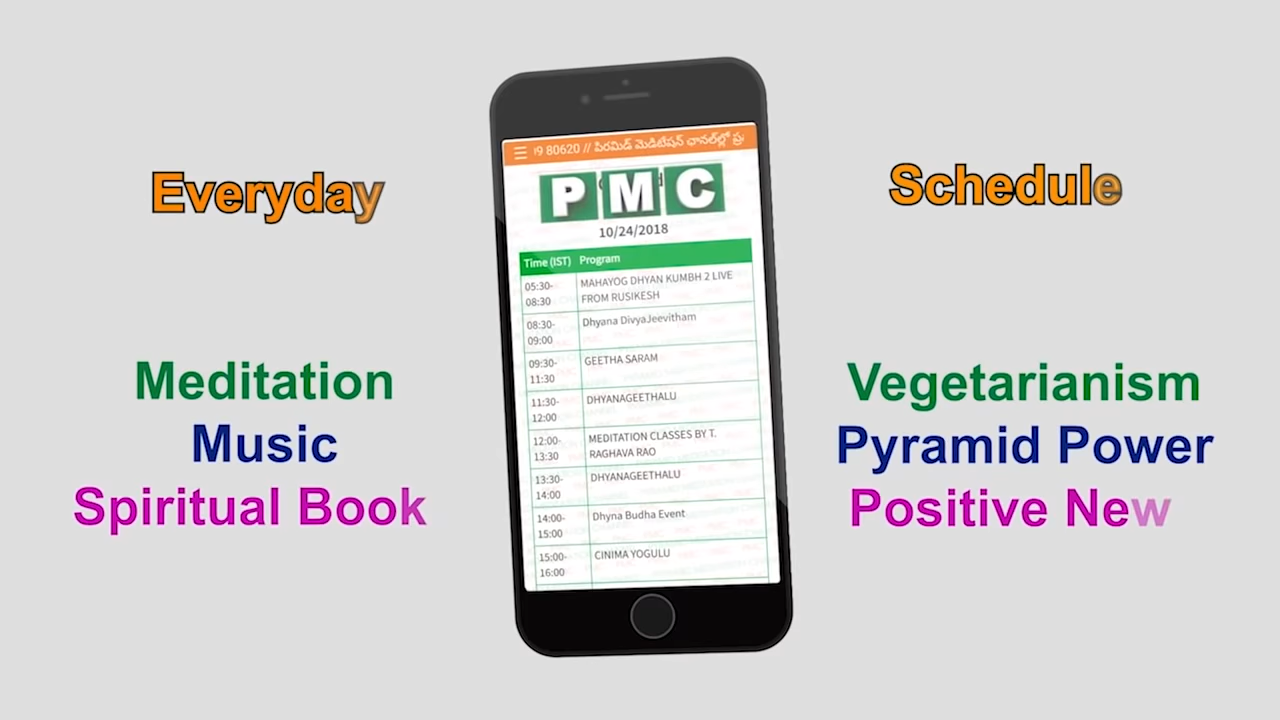 Everyday
Schedule
Meditation
Music
Spiritual Book
Vegetarianism
Pyramid Power
Positive New
80620 // పిరమిడ్ మెడిటేషన్ ఛానల్‌ల్లో
PMC
10/24/2018
Time (IST) Program
05:30-08:30 MAHAYOG DHYAN KUMBH 2 LIVE
FROM RUSIKESH
08:30-09:00 Dhyana DivyaJeevitham
09:30-11:30 GEETHA SARAM
11:30-12:00 DHYANAGEETHALU
12:00-13:30 MEDITATION CLASSES BY T.
RAGHAVA RAO
13:30-14:00 DHYANAGEETHALU
14:00-15:00 Dhyna Budha Event
15:00-16:00 CINIMA YOGULU